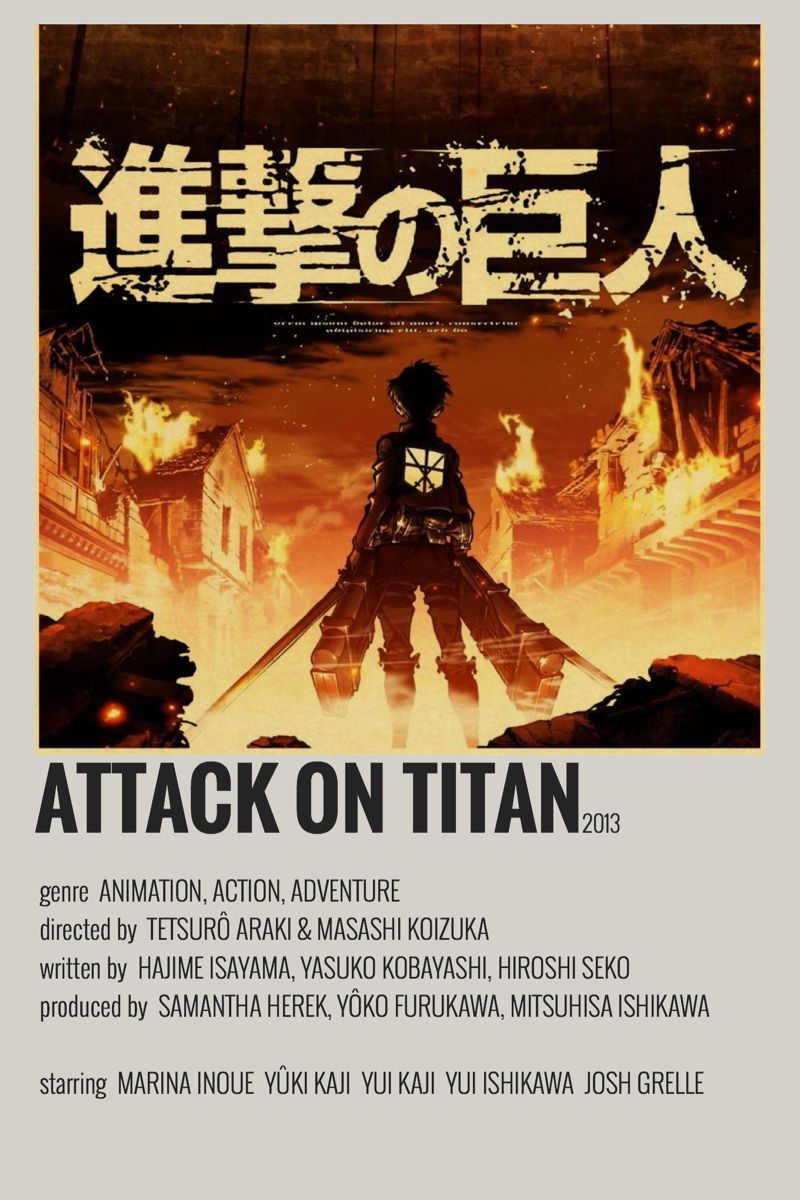 進撃の巨人
ATTACK ON TITAN 2013
genre ANIMATION, ACTION, ADVENTURE
directed by TETSURÔ ARAKI & MASASHI KOIZUKA
written by HAJIME ISAYAMA, YASUKO KOBAYASHI, HIROSHI SEKO
produced by SAMANTHA HEREK, YÔKO FURUKAWA, MITSUHISA ISHIKAWA
starring MARINA INOUE YÛKI KAJI YUI KAJI YUI ISHIKAWA JOSH GRELLE